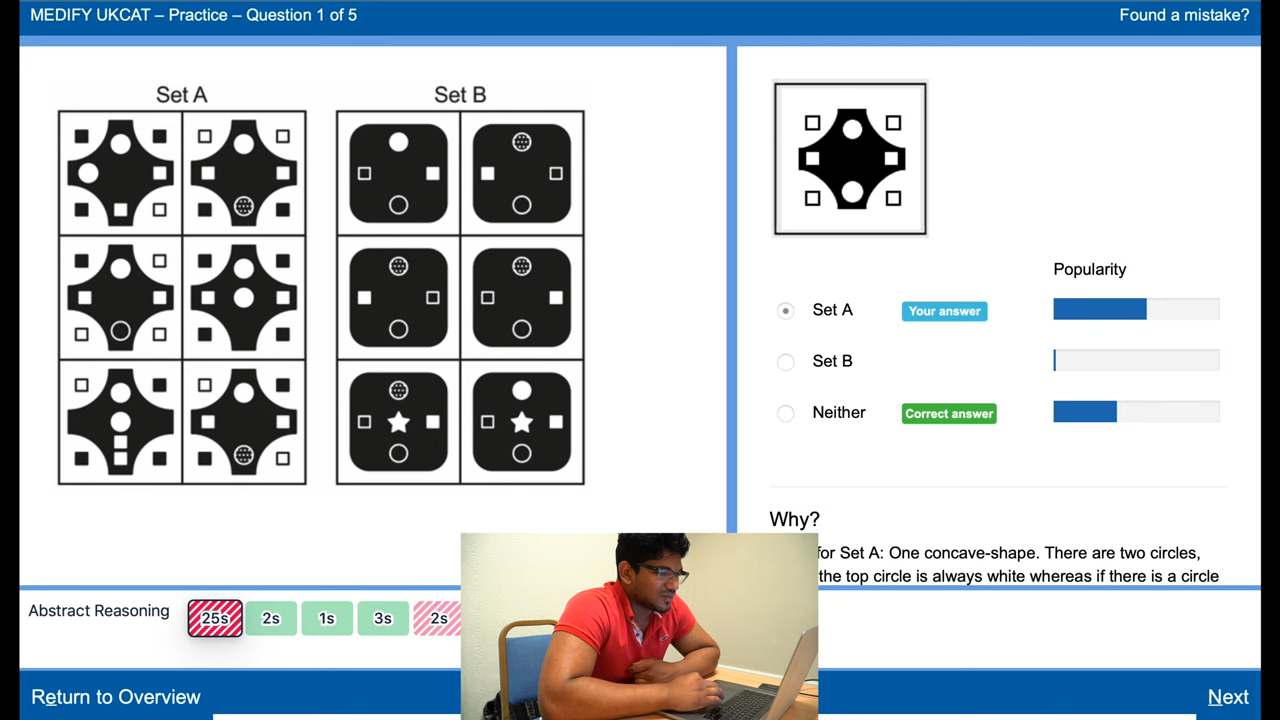 MEDIFY UKCAT – Practice – Question 1 of 5
Found a mistake?
Set A
Set B
Popularity
Set A
Your answer
Set B
Neither
Correct answer
Why?
for Set A: One concave-shape. There are two circles,
the top circle is always white whereas if there is a circle
Abstract Reasoning
25s
2s
1s
3s
2s
Return to Overview
Next